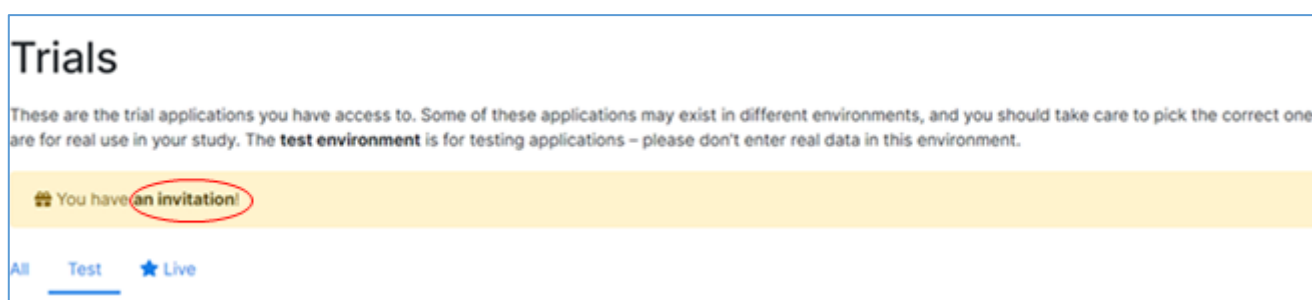 Trials
These are the trial applications you have access to. Some of these applications may exist in different environments, and you should take care to pick the correct one
are for real use in your study. The test environment is for testing applications – please don't enter real data in this environment.
You have an invitation!
All Test Live